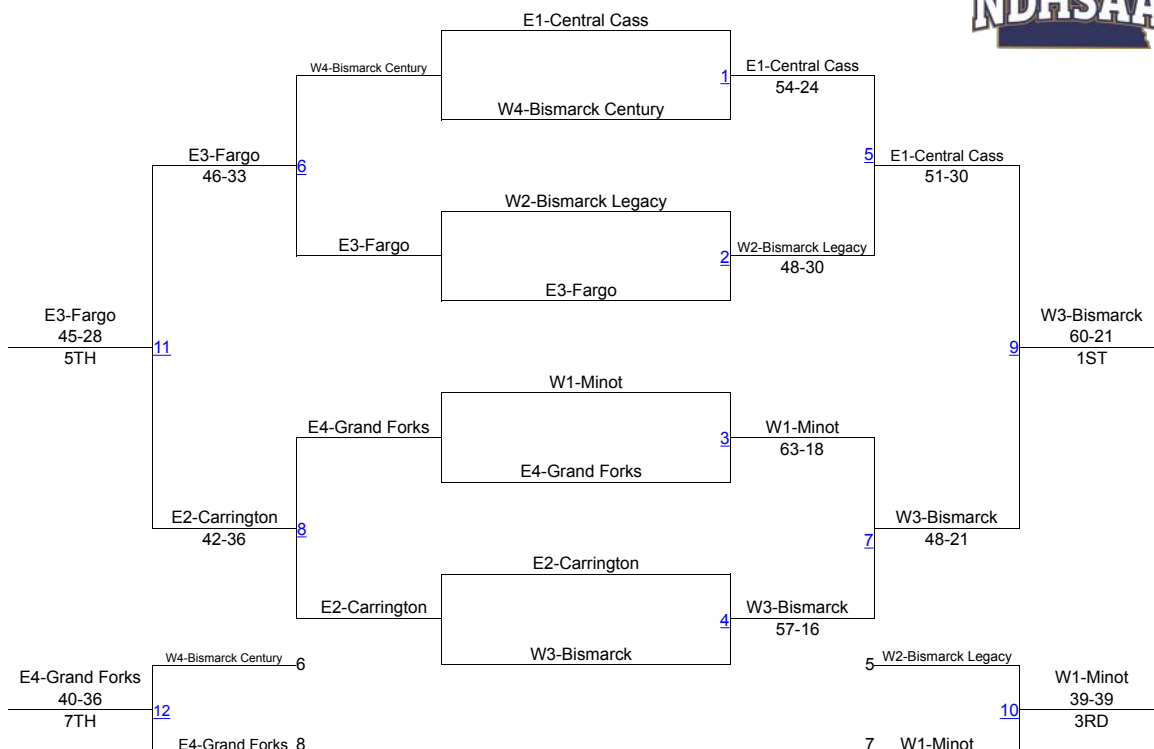 NDHSAA
E1-Central Cass
W4-Bismarck Century
1
E1-Central Cass
54-24
W4-Bismarck Century
E3-Fargo
46-33
6
5
E1-Central Cass
51-30
W2-Bismarck Legacy
E3-Fargo
2
W2-Bismarck Legacy
48-30
E3-Fargo
E3-Fargo
45-28
5TH
11
W3-Bismarck
60-21
1ST
9
W1-Minot
E4-Grand Forks
3
W1-Minot
63-18
E4-Grand Forks
E2-Carrington
42-36
8
7
W3-Bismarck
48-21
E2-Carrington
E2-Carrington
4
W3-Bismarck
57-16
W3-Bismarck
W4-Bismarck Century 6
5 W2-Bismarck Legacy
E4-Grand Forks
40-36
7TH
12
10
W1-Minot
39-39
3RD
E4-Grand Forks 8
7 W1-Minot